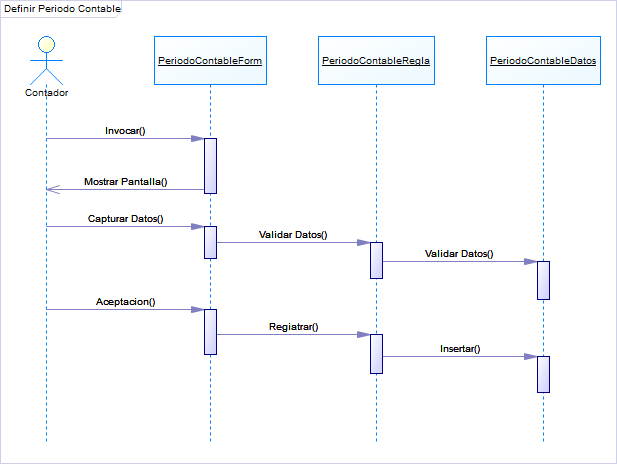 Definir Periodo Contable
PeriodoContableForm
PeriodoContableRegla
PeriodoContableDatos
Contador
Invocar()
Mostrar Pantalla()
Capturar Datos()
Validar Datos()
Validar Datos()
Aceptacion()
Regiatrar()
Insertar()